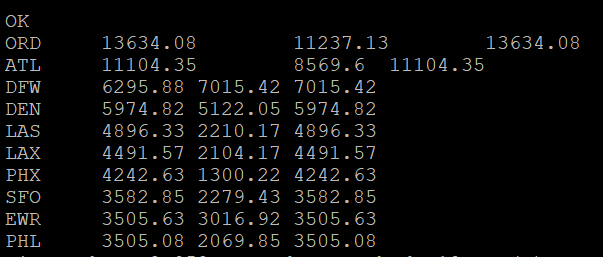 OK
ORD 13634.08 11237.13 13634.08
ATL 11104.35 8569.6 11104.35
DFW 6295.88 7015.42 7015.42
DEN 5974.82 5122.05 5974.82
LAS 4896.33 2210.17 4896.33
LAX 4491.57 2104.17 4491.57
PHX 4242.63 1300.22 4242.63
SFO 3582.85 2279.43 3582.85
EWR 3505.63 3016.92 3505.63
PHL 3505.08 2069.85 3505.08